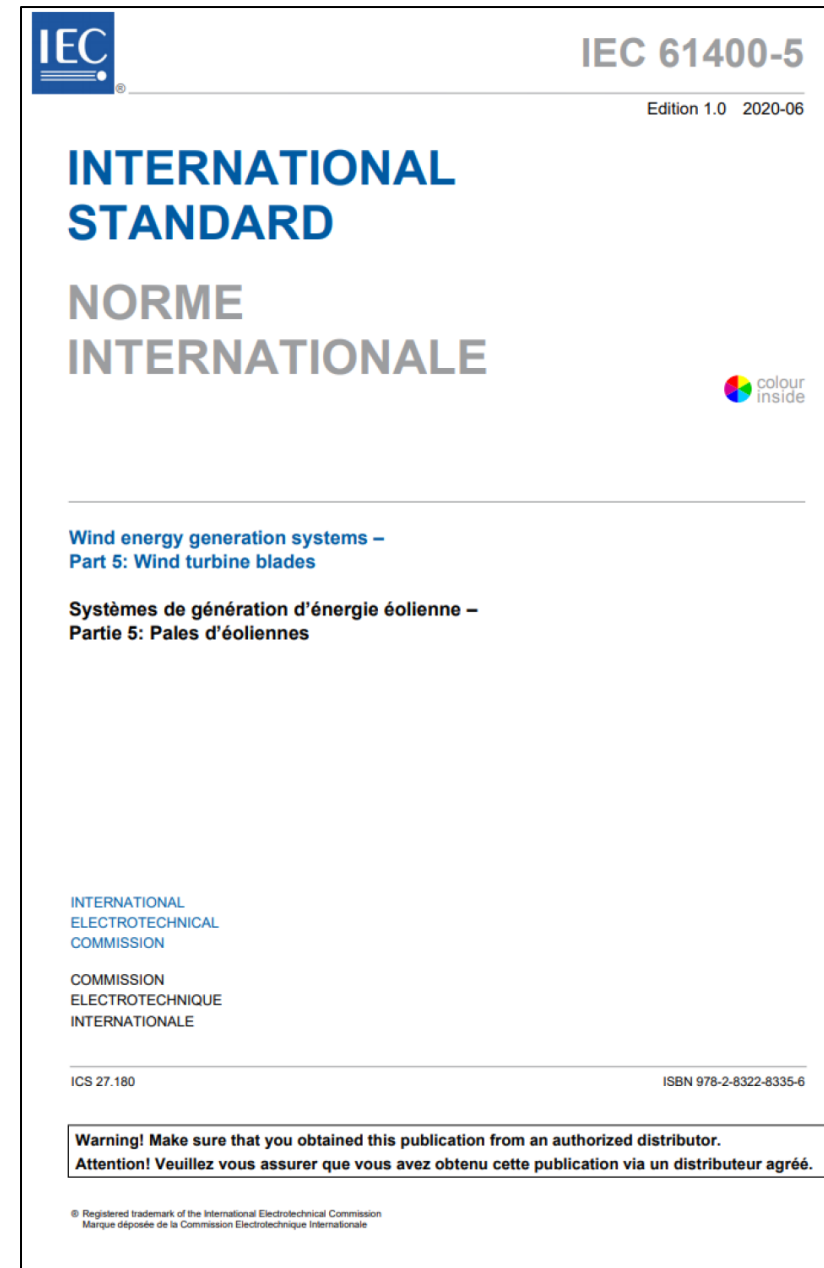 IEC
®
IEC 61400-5
Edition 1.0 2020-06
INTERNATIONAL
STANDARD
NORME
INTERNATIONALE
colour
inside
Wind energy generation systems –
Part 5: Wind turbine blades
Systèmes de génération d'énergie éolienne –
Partie 5: Pales d'éoliennes
INTERNATIONAL
ELECTROTECHNICAL
COMMISSION
COMMISSION
ELECTROTECHNIQUE
INTERNATIONALE
ICS 27.180
ISBN 978-2-8322-8335-6
Warning! Make sure that you obtained this publication from an authorized distributor.
Attention! Veuillez vous assurer que vous avez obtenu cette publication via un distributeur agréé.
® Registered trademark of the International Electrotechnical Commission
Marque déposée de la Commission Electrotechnique Internationale